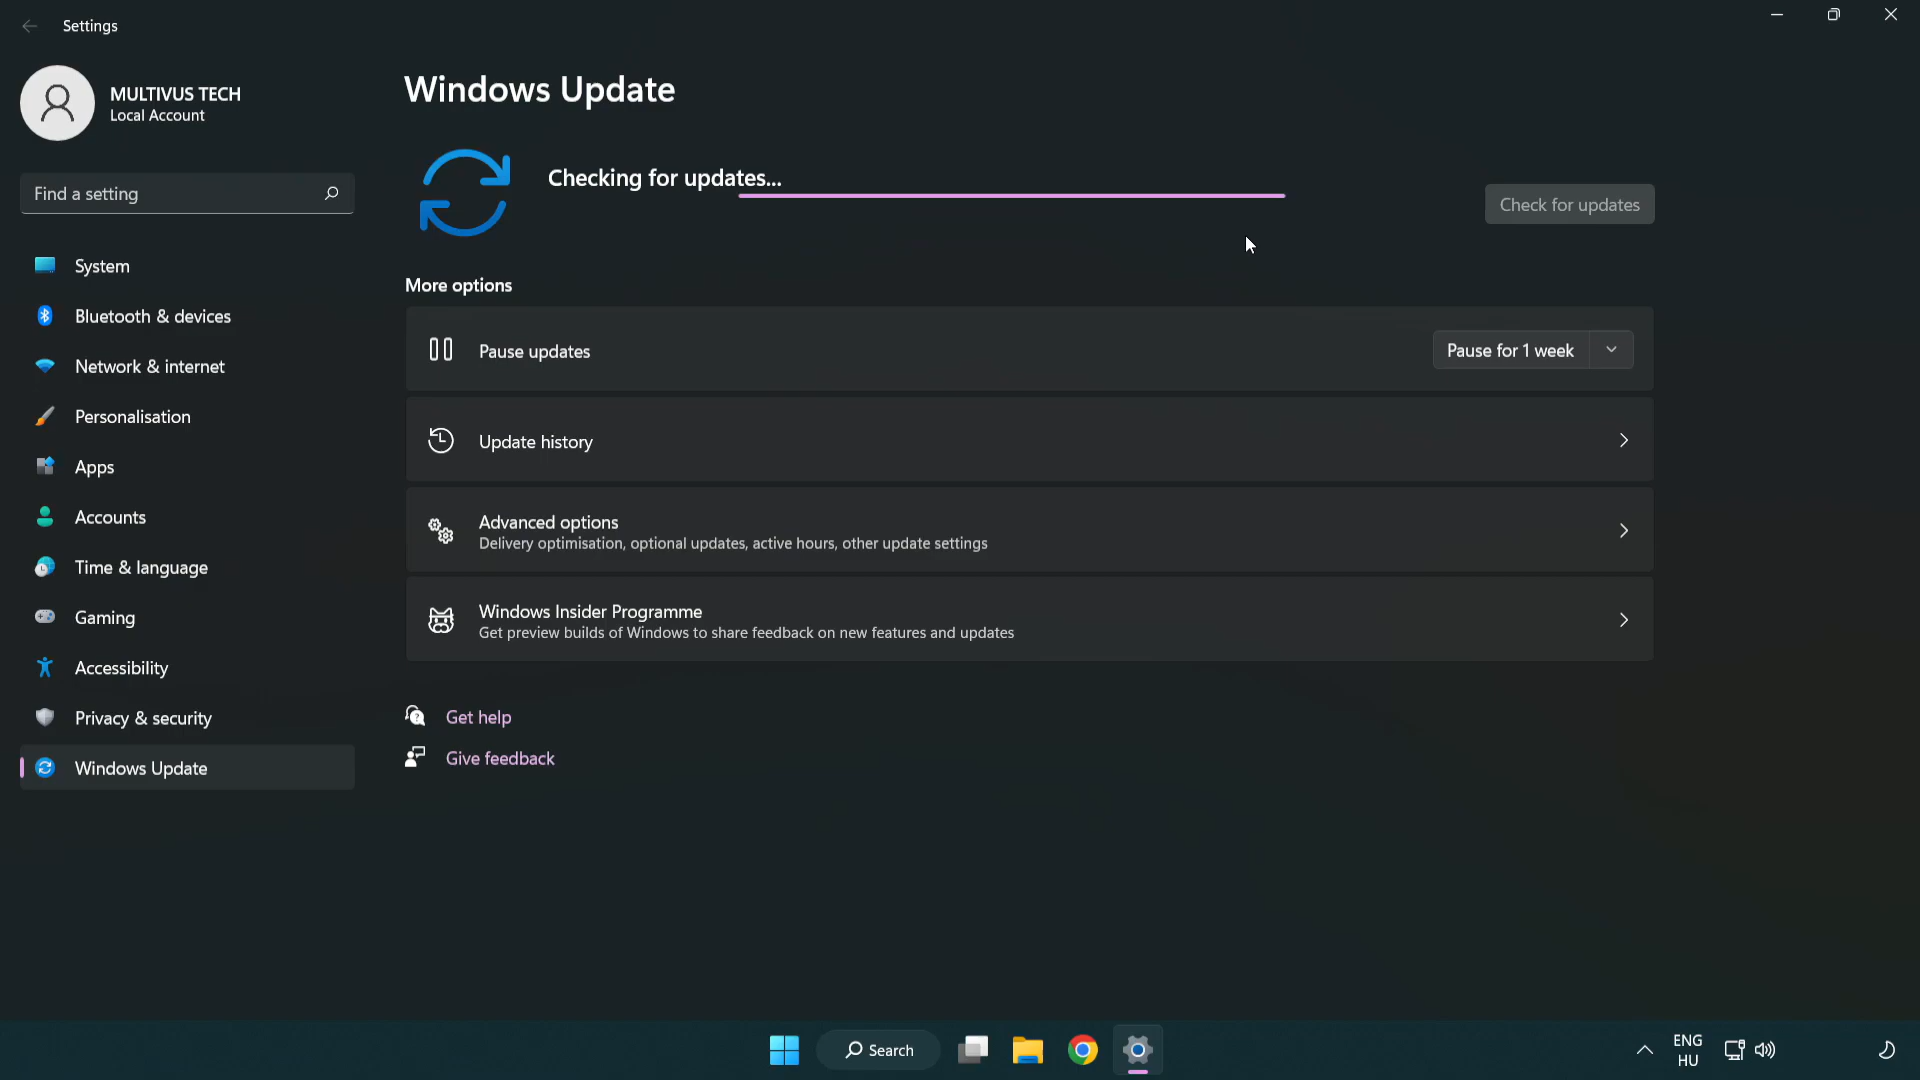 Settings
MULTIVUS TECH
Local Account
Find a setting
System
Bluetooth & devices
Network & internet
Personalisation
Apps
Accounts
Time & language
Gaming
Accessibility
Privacy & security
Windows Update
Windows Update
Checking for updates...
Check for updates
More options
Pause updates
Pause for 1 week
Update history
Advanced options
Delivery optimisation, optional updates, active hours, other update settings
Windows Insider Programme
Get preview builds of Windows to share feedback on new features and updates
Get help
Give feedback
Search
ENG
HU